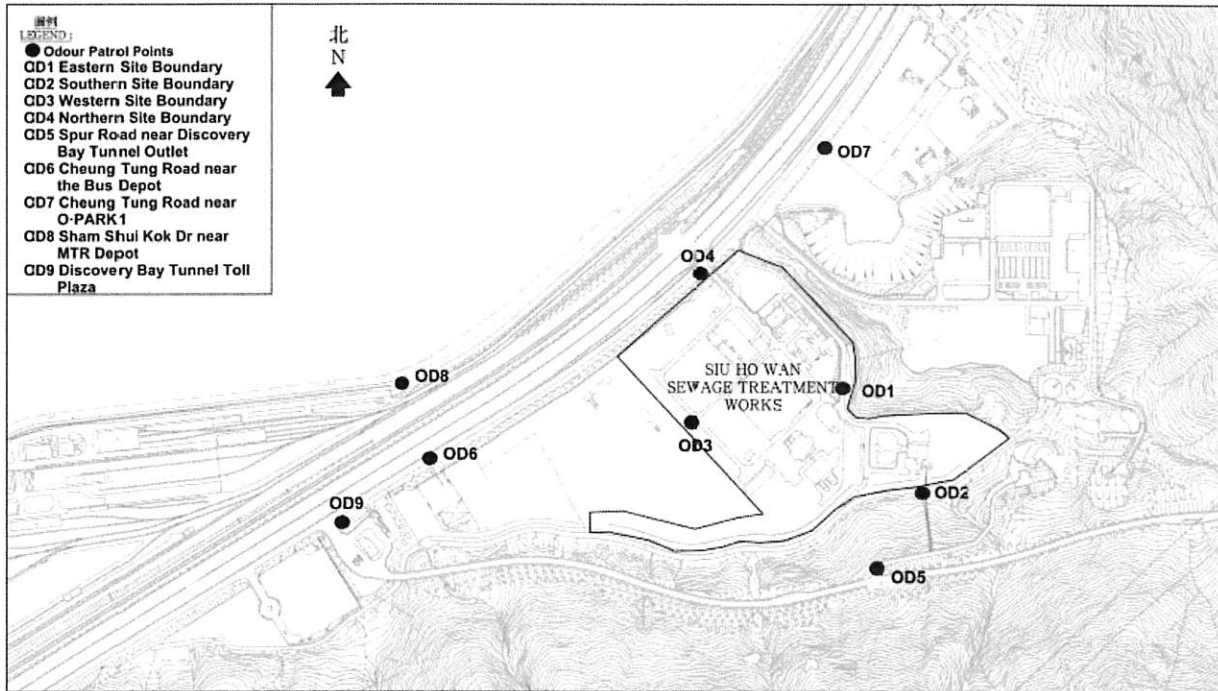 圖例
LEGEND :
Odour Patrol Points
OD1 Eastern Site Boundary
OD2 Southern Site Boundary
OD3 Western Site Boundary
OD4 Northern Site Boundary
OD5 Spur Road near Discovery
Bay Tunnel Outlet
OD6 Cheung Tung Road near
the Bus Depot
OD7 Cheung Tung Road near
O·PARK1
OD8 Sham Shui Kok Dr near
MTR Depot
OD9 Discovery Bay Tunnel Toll
Plaza
北
N
OD7
OD4
OD8
SIU HO WAN
SEWAGE TREATMENT
WORKS
OD1
OD3
OD6
OD2
OD9
OD5